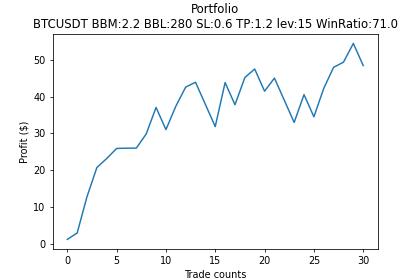 Portfolio
BTCUSDT BBM:2.2 BBL:280 SL:0.6 TP:1.2 lev:15 WinRatio:71.0
Profit ($)
50
40
30
20
10
0
0 5 10 15 20 25 30
Trade counts